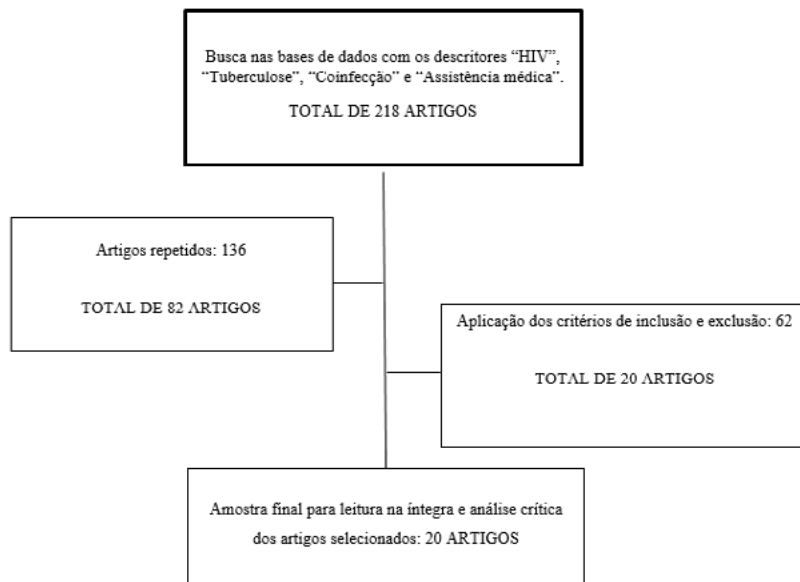 Busca nas bases de dados com os descritores “HIV”,
“Tuberculose”, “Coinfecção” e “Assistência médica”.
TOTAL DE 218 ARTIGOS
Artigos repetidos: 136
TOTAL DE 82 ARTIGOS
Aplicação dos critérios de inclusão e exclusão: 62
TOTAL DE 20 ARTIGOS
Amostra final para leitura na íntegra e análise crítica
dos artigos selecionados: 20 ARTIGOS